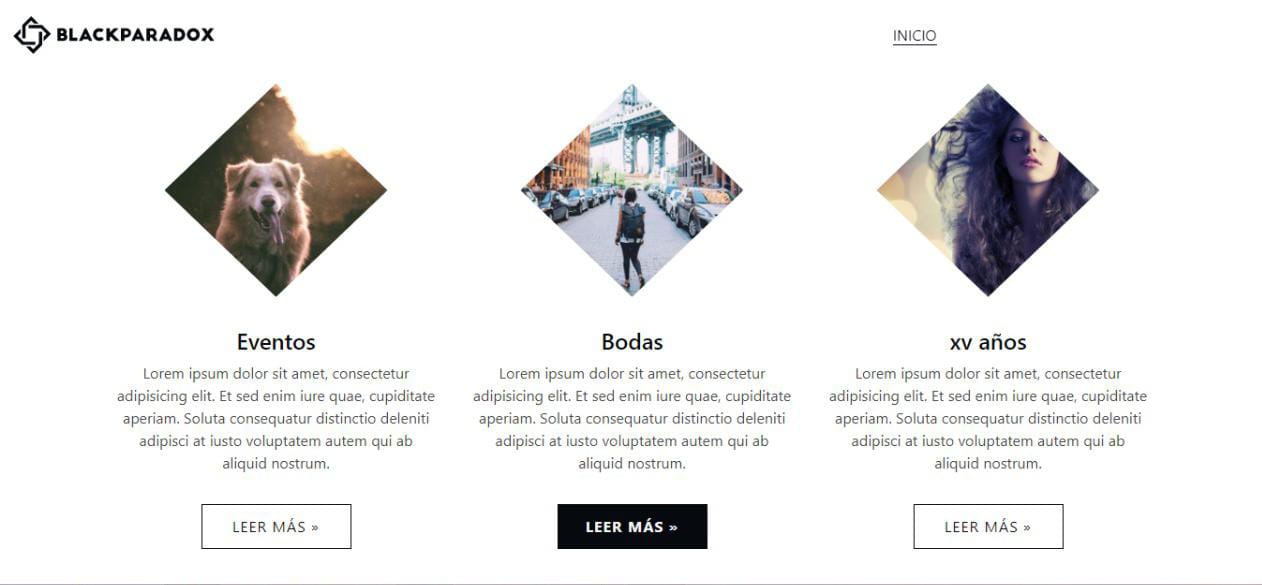 BLACKPARADOX
INICIO
Eventos
Lorem ipsum dolor sit amet, consectetur
adipisicing elit. Et sed enim iure quae, cupiditate
aperiam. Soluta consequatur distinctio deleniti
adipisci at iusto voluptatem autem qui ab
aliquid nostrum.
LEER MÁS »
Bodas
Lorem ipsum dolor sit amet, consectetur
adipisicing elit. Et sed enim iure quae, cupiditate
aperiam. Soluta consequatur distinctio deleniti
adipisci at iusto voluptatem autem qui ab
aliquid nostrum.
LEER MÁS »
xv años
Lorem ipsum dolor sit amet, consectetur
adipisicing elit. Et sed enim iure quae, cupiditate
aperiam. Soluta consequatur distinctio deleniti
adipisci at iusto voluptatem autem qui ab
aliquid nostrum.
LEER MÁS »